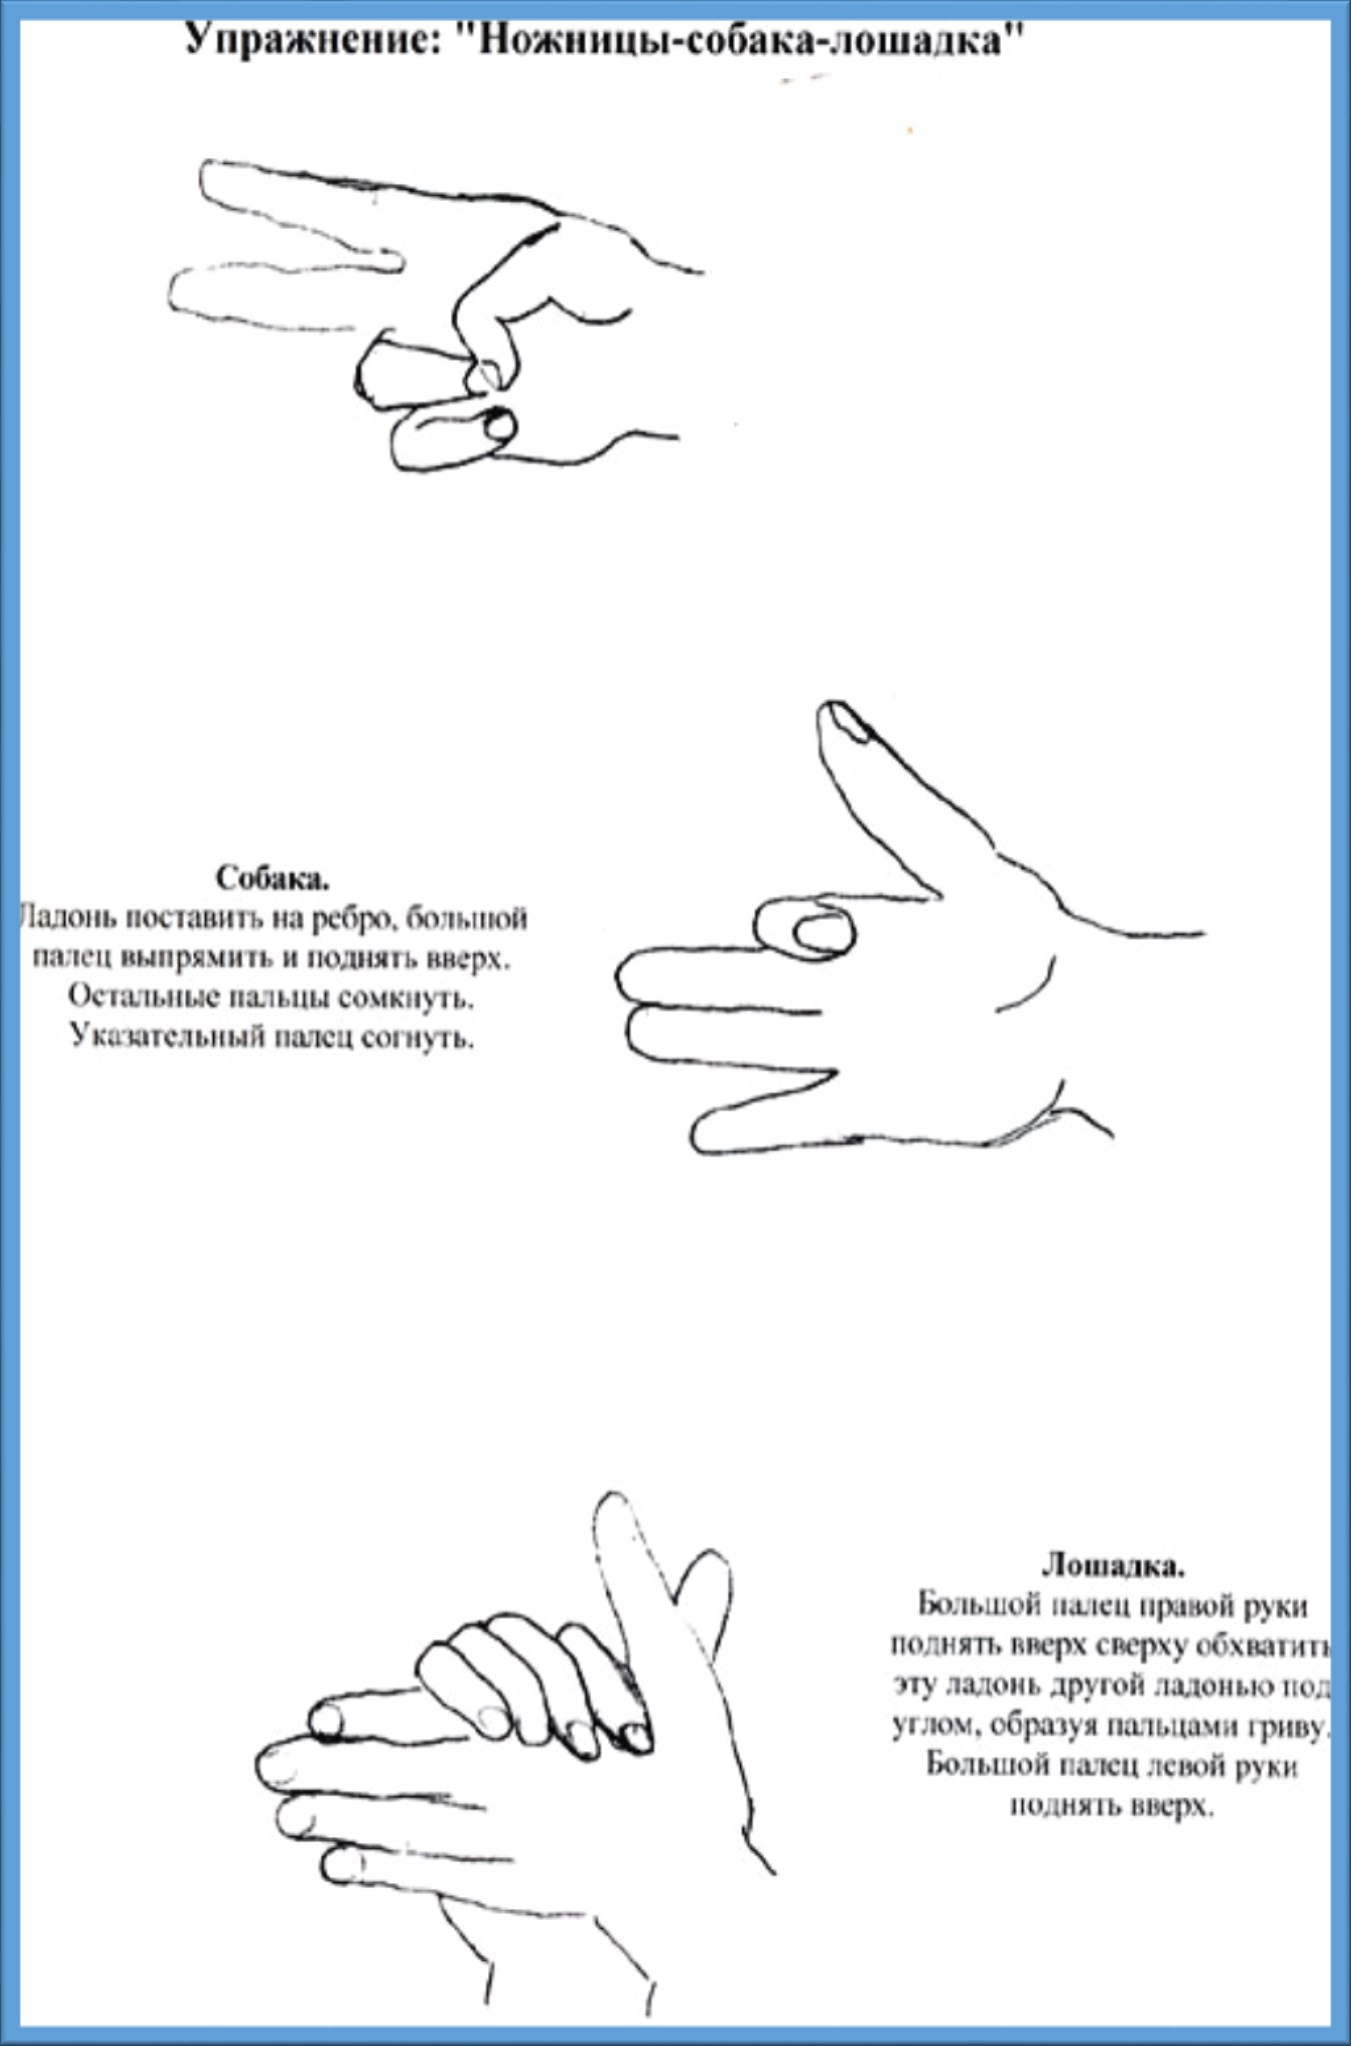 Упражнение: "Ножницы-собака-лошадка"
Собака.
Ладонь поставить на ребро, большой
палец выпрямить и поднять вверх.
Остальные пальцы сомкнуть.
Указательный палец согнуть.
Лошадка.
Большой палец правой руки
поднять вверх сверху обхватить
эту ладонь другой ладонью под
углом, образуя пальцами гриву.
Большой палец левой руки
поднять вверх.